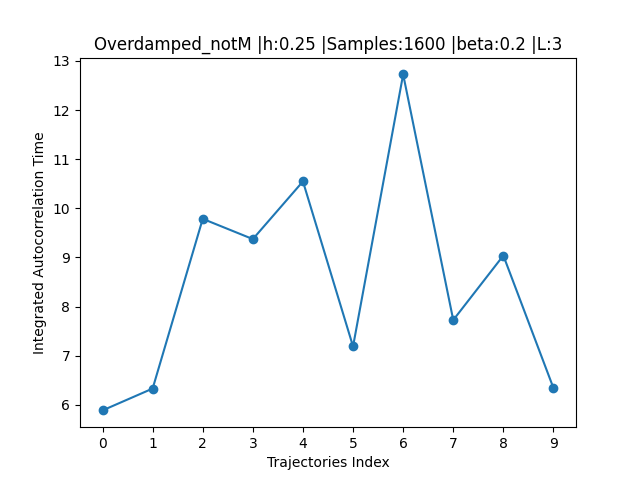 Overdamped_notM |h:0.25 |Samples:1600 |beta:0.2 |L:3
Integrated Autocorrelation Time
13
12
11
10
9
8
7
6
0 1 2 3 4 5 6 7 8 9
Trajectories Index